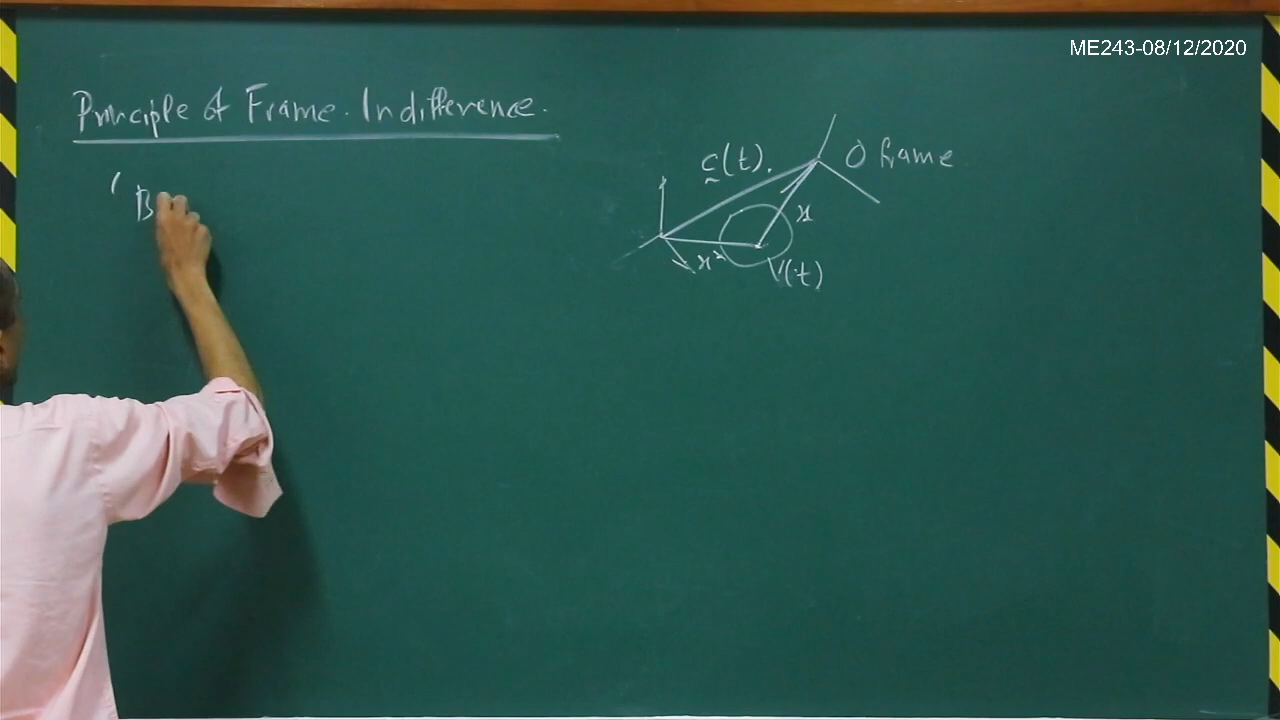 ME243-08/12/2020
Principle of Frame. Indifference.
c(t).
O frame
x
x*
V(t)
' B